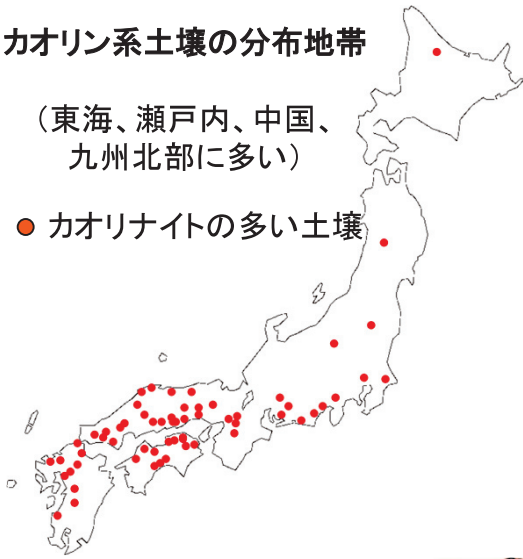 カオリン系土壌の分布地帯
（東海、瀬戸内、中国、
九州北部に多い）
カオリナイトの多い土壌